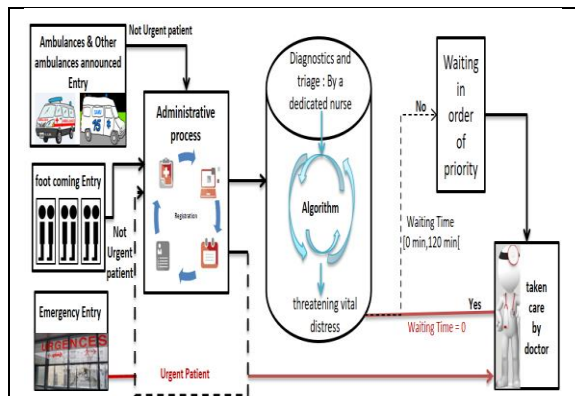 Not Urgent patient
Ambulances & Other
ambulances announced
Entry
15
Administrative
process
Registration
foot coming Entry
Not
Urgent
patient
Emergency Entry
URGENCES
Urgent Patient
Diagnostics and
triage : By a
dedicated nurse
Algorithm
threatening vital
distress
No
Waiting Time
[0 min,120 min[
Yes
Waiting Time = 0
Waiting
in
order
of
priority
taken
care
by
doctor